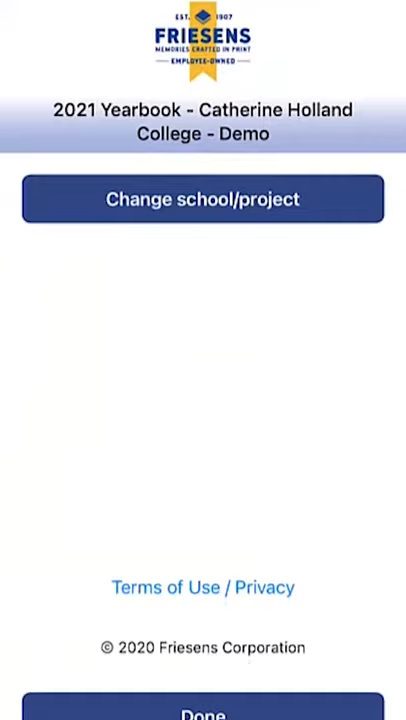 EST. 1907
FRIESENS
MEMORIES CRAFTED IN PRINT
EMPLOYEE-OWNED
2021 Yearbook - Catherine Holland
College - Demo
Change school/project
Terms of Use / Privacy
© 2020 Friesens Corporation
Done